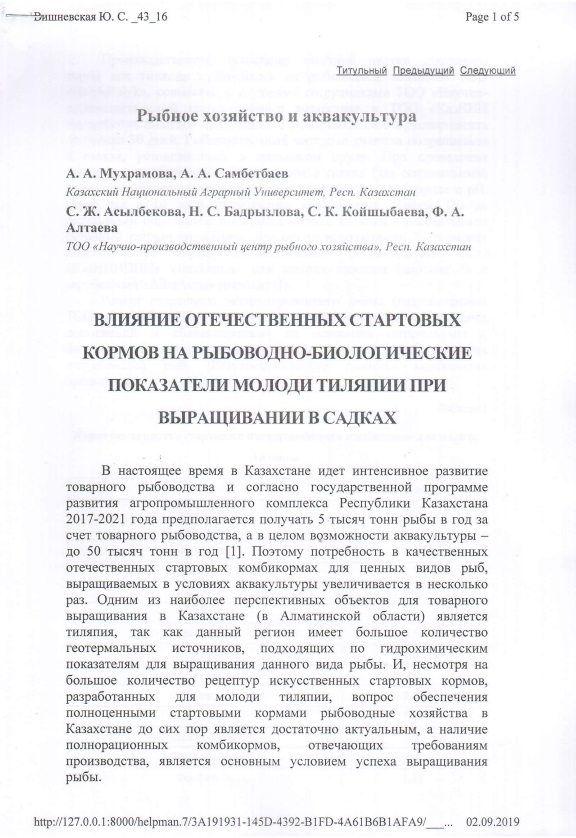 Вишневская Ю. С. _43_16 Page 1 of 5
Титульный Предыдущий Следующий
Рыбное хозяйство и аквакультура
А. А. Мухрамова, А. А. Самбетбаев
Казахский Национальный Аграрный Университет, Респ. Казахстан
С. Ж. Асылбекова, Н. С. Бадрызлова, С. К. Койшыбаева, Ф. А.
Алтаева
ТОО «Научно-производственный центр рыбного хозяйства», Респ. Казахстан
ВЛИЯНИЕ ОТЕЧЕСТВЕННЫХ СТАРТОВЫХ
КОРМОВ НА РЫБОВОДНО-БИОЛОГИЧЕСКИЕ
ПОКАЗАТЕЛИ МОЛОДИ ТИЛЯПИИ ПРИ
ВЫРАЩИВАНИИ В САДКАХ
В настоящее время в Казахстане идет интенсивное развитие
товарного рыбоводства и согласно государственной программе
развития агропромышленного комплекса Республики Казахстана
2017-2021 года предполагается получать 5 тысяч тонн рыбы в год за
счет товарного рыбоводства, а в целом возможности аквакультуры –
до 50 тысяч тонн в год [1]. Поэтому потребность в качественных
отечественных стартовых комбикормах для ценных видов рыб,
выращиваемых в условиях аквакультуры увеличивается в несколько
раз. Одним из наиболее перспективных объектов для товарного
выращивания в Казахстане (в Алматинской области) является
тиляпия, так как данный регион имеет большое количество
геотермальных источников, подходящих по гидрохимическим
показателям для выращивания данного вида рыбы. И, несмотря на
большое количество рецептур искусственных стартовых кормов,
разработанных для молоди тиляпии, вопрос обеспечения
полноценными стартовыми кормами рыбоводные хозяйства в
Казахстане до сих пор является достаточно актуальным, а наличие
полнорационных комбикормов, отвечающих требованиям
производства, является основным условием успеха выращивания
рыбы.
http://127.0.0.1:8000/helpman.7/3A191931-145D-4392-B1FD-4A61B6B1AFA9/___... 02.09.2019